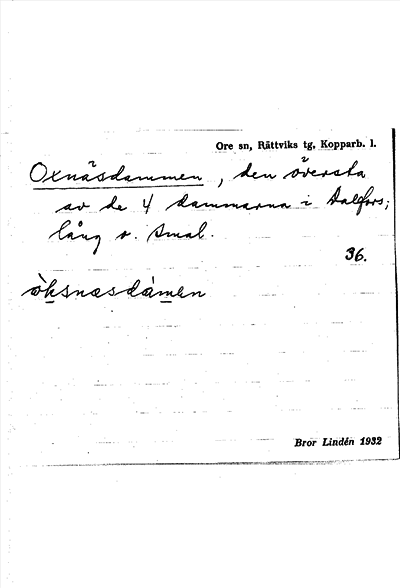 Ore sn, Rättviks tg, Kopparb. l.
Oxnäsdammen, den översta
av de 4 dammarna i Dalfors;
lång o. smal.
36.
òksnæsdàmen
Bror Lindén 1932